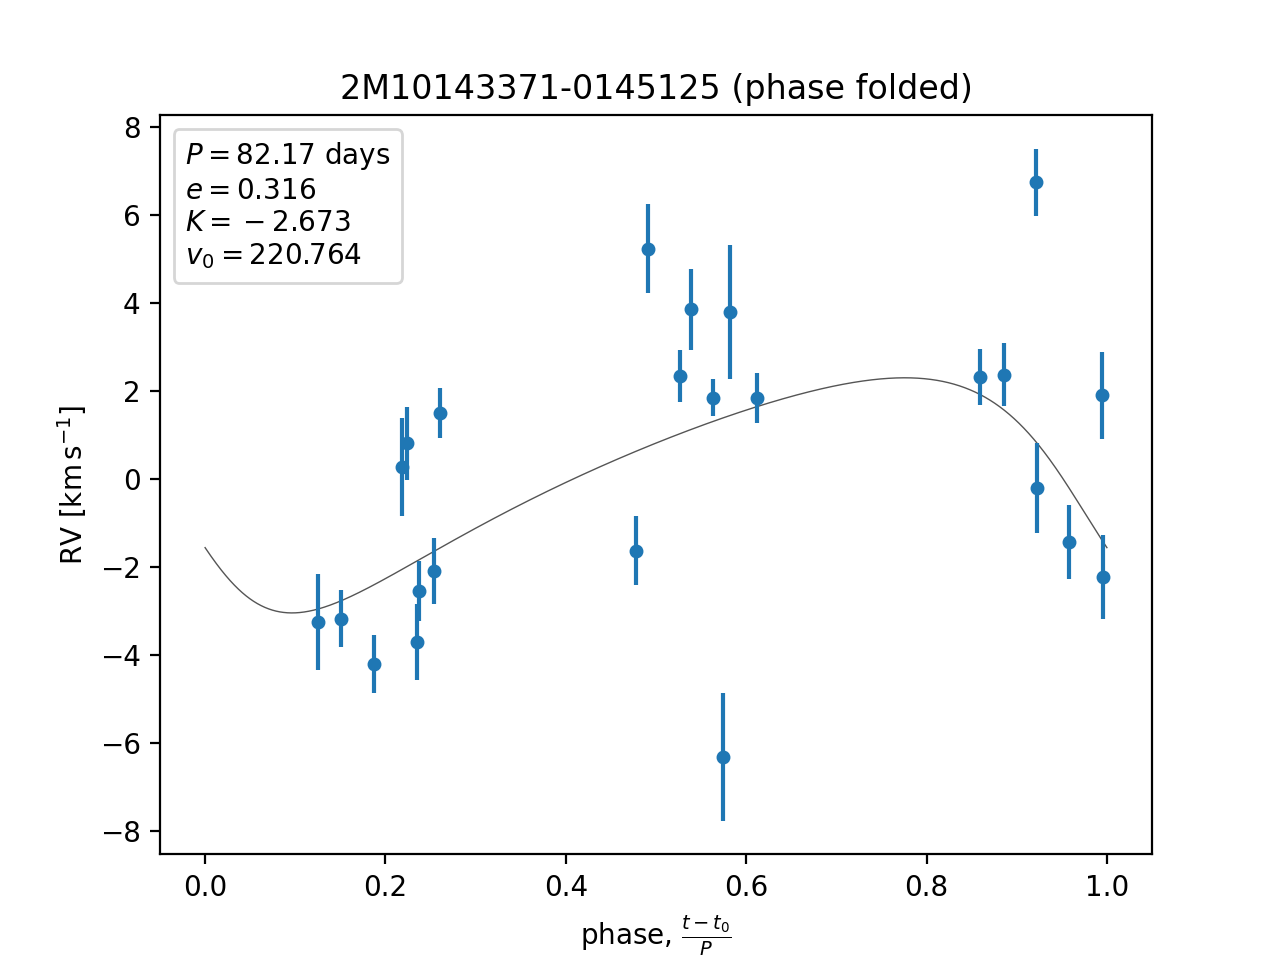 2M10143371-0145125 (phase folded)
P = 82.17 days
e = 0.316
K = − 2.673
v₀ = 220.764
8
6
4
2
0
−2
−4
−6
−8
RV [km s⁻¹]
0.0 0.2 0.4 0.6 0.8 1.0
phase, (t − t₀)/P